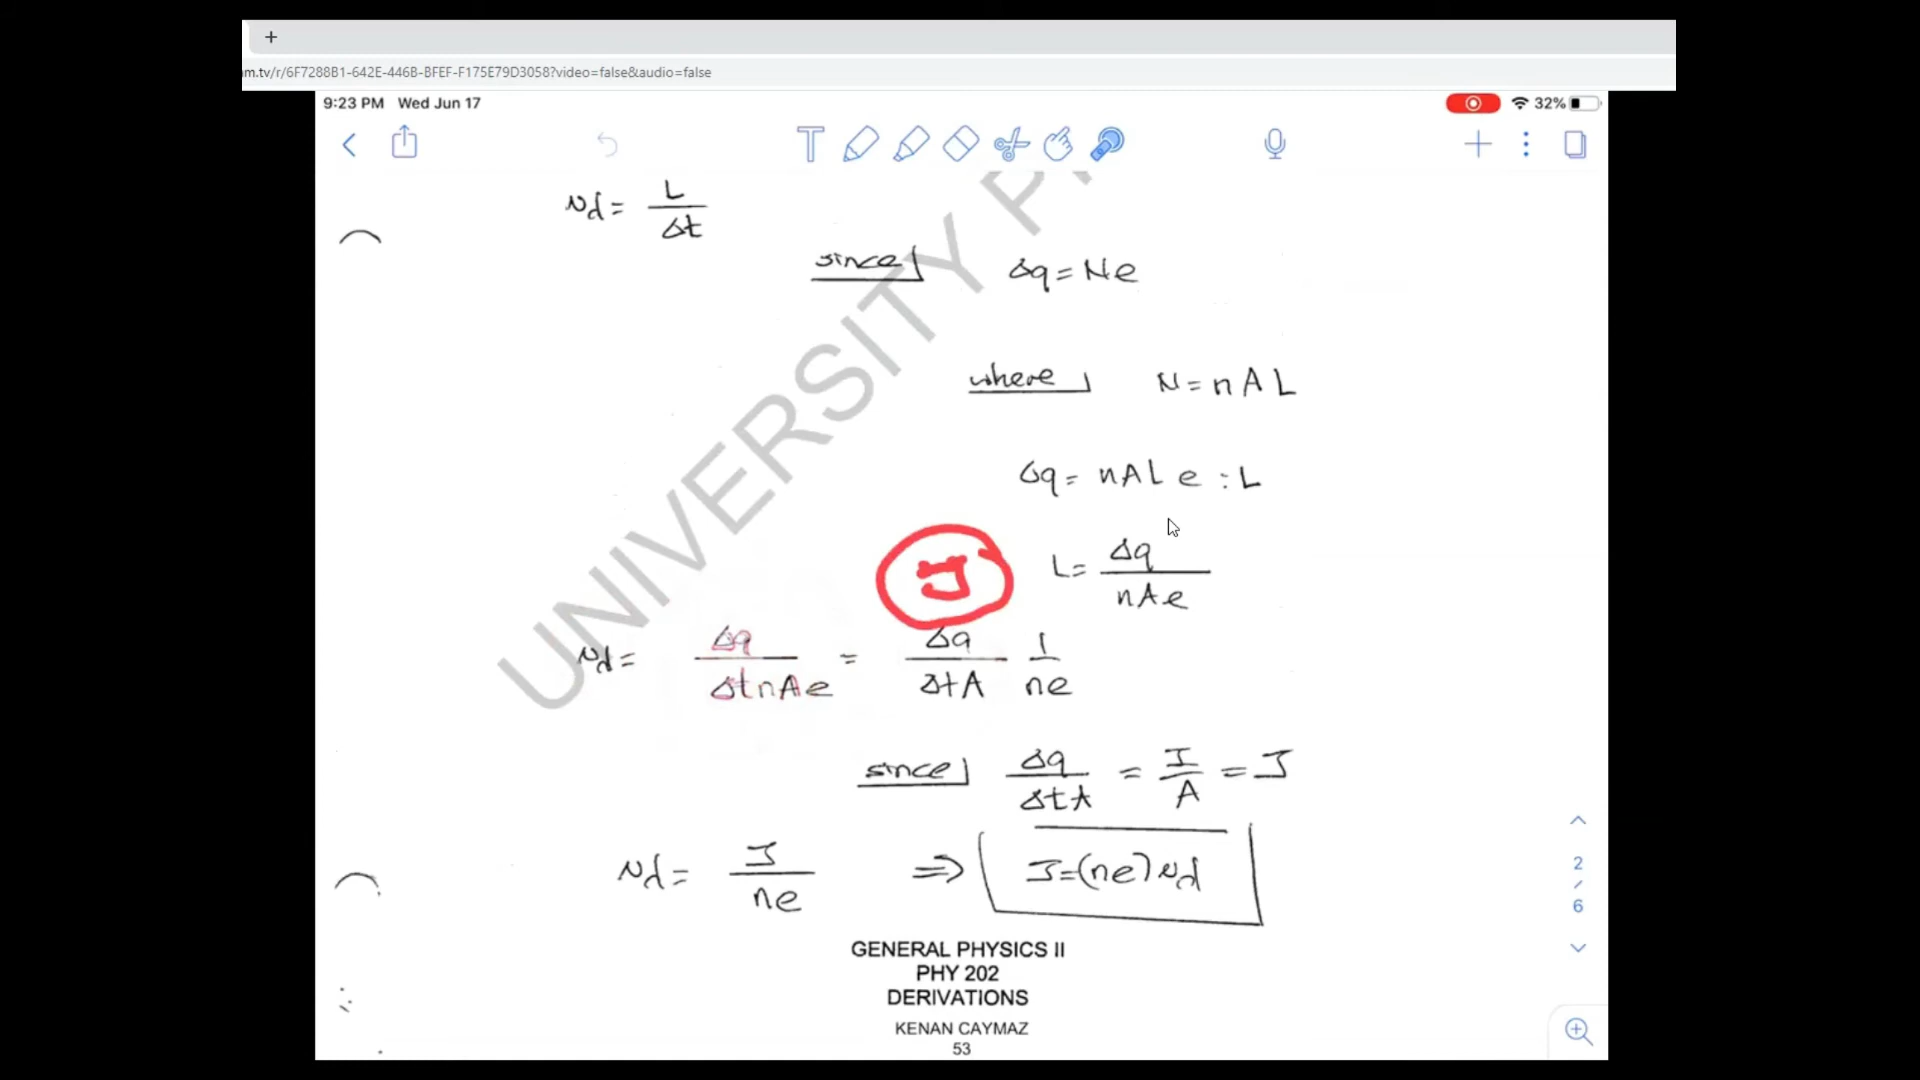 +
m.tv/r/6F7288B1-642E-446B-BFEF-F175E79D3058?video=false&audio=false
9:23 PM Wed Jun 17
32%
T
vd = L/Δt
since Δq = Ne
where N = nAL
Δq = nALe : L
J
L = Δq/nAe
vd = Δq/ΔtnAe = Δq/ΔtA 1/ne
since Δq/ΔtA = I/A = J
vd = J/ne ⇒ J=(ne)vd
2
/
6
UNIVERSITY
GENERAL PHYSICS II
PHY 202
DERIVATIONS
KENAN CAYMAZ
53